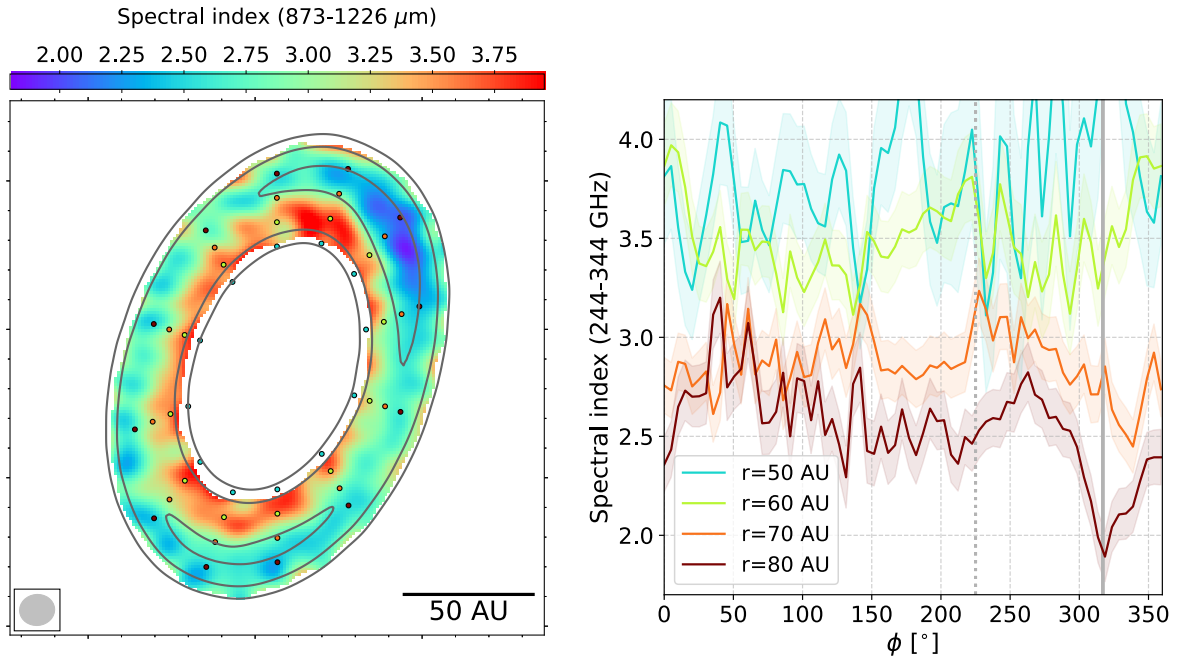 Spectral index (873-1226 μm)
2.00 2.25 2.50 2.75 3.00 3.25 3.50 3.75
50 AU
Spectral index (244-344 GHz)
4.0
3.5
3.0
2.5
2.0
r=50 AU
r=60 AU
r=70 AU
r=80 AU
0 50 100 150 200 250 300 350
ϕ [°]